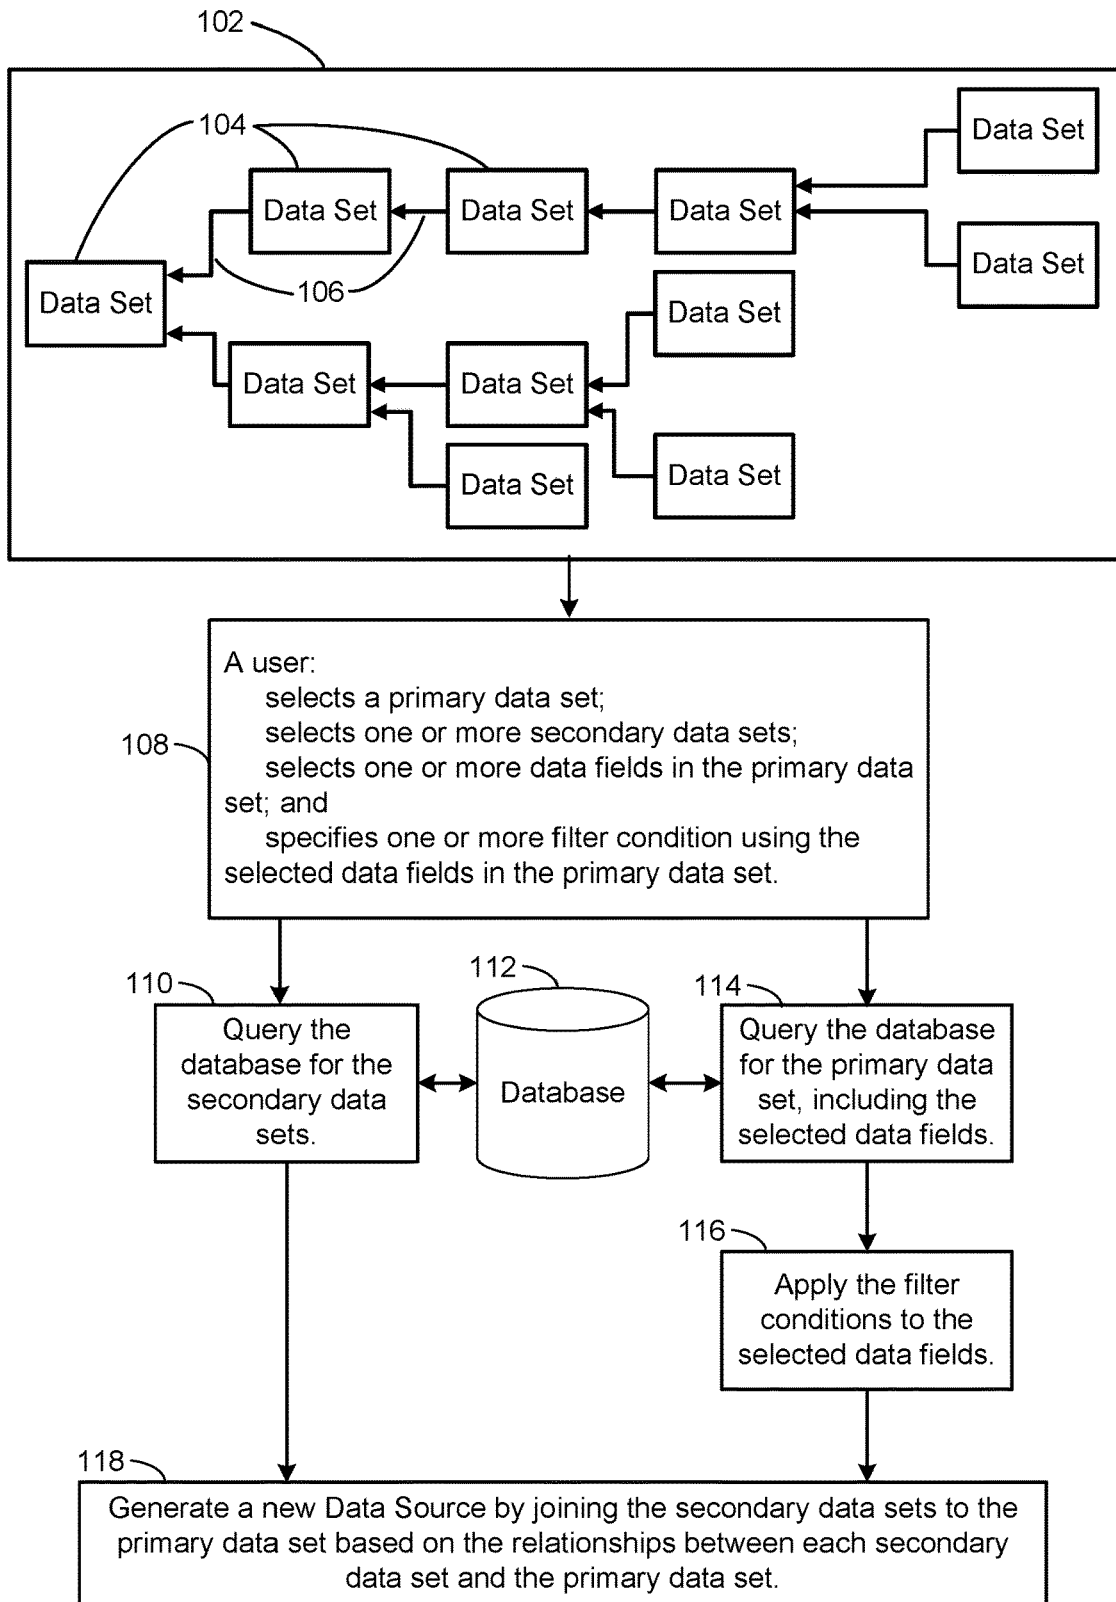 102
104
Data Set
Data Set
Data Set
Data Set
Data Set
Data Set
106
Data Set
Data Set
Data Set
Data Set
Data Set
Data Set
108
A user:
selects a primary data set;
selects one or more secondary data sets;
selects one or more data fields in the primary data
set; and
specifies one or more filter condition using the
selected data fields in the primary data set.
110
112
114
Query the
database for the
secondary data
sets.
Database
Query the database
for the primary data
set, including the
selected data fields.
116
Apply the filter
conditions to the
selected data fields.
118
Generate a new Data Source by joining the secondary data sets to the
primary data set based on the relationships between each secondary
data set and the primary data set.